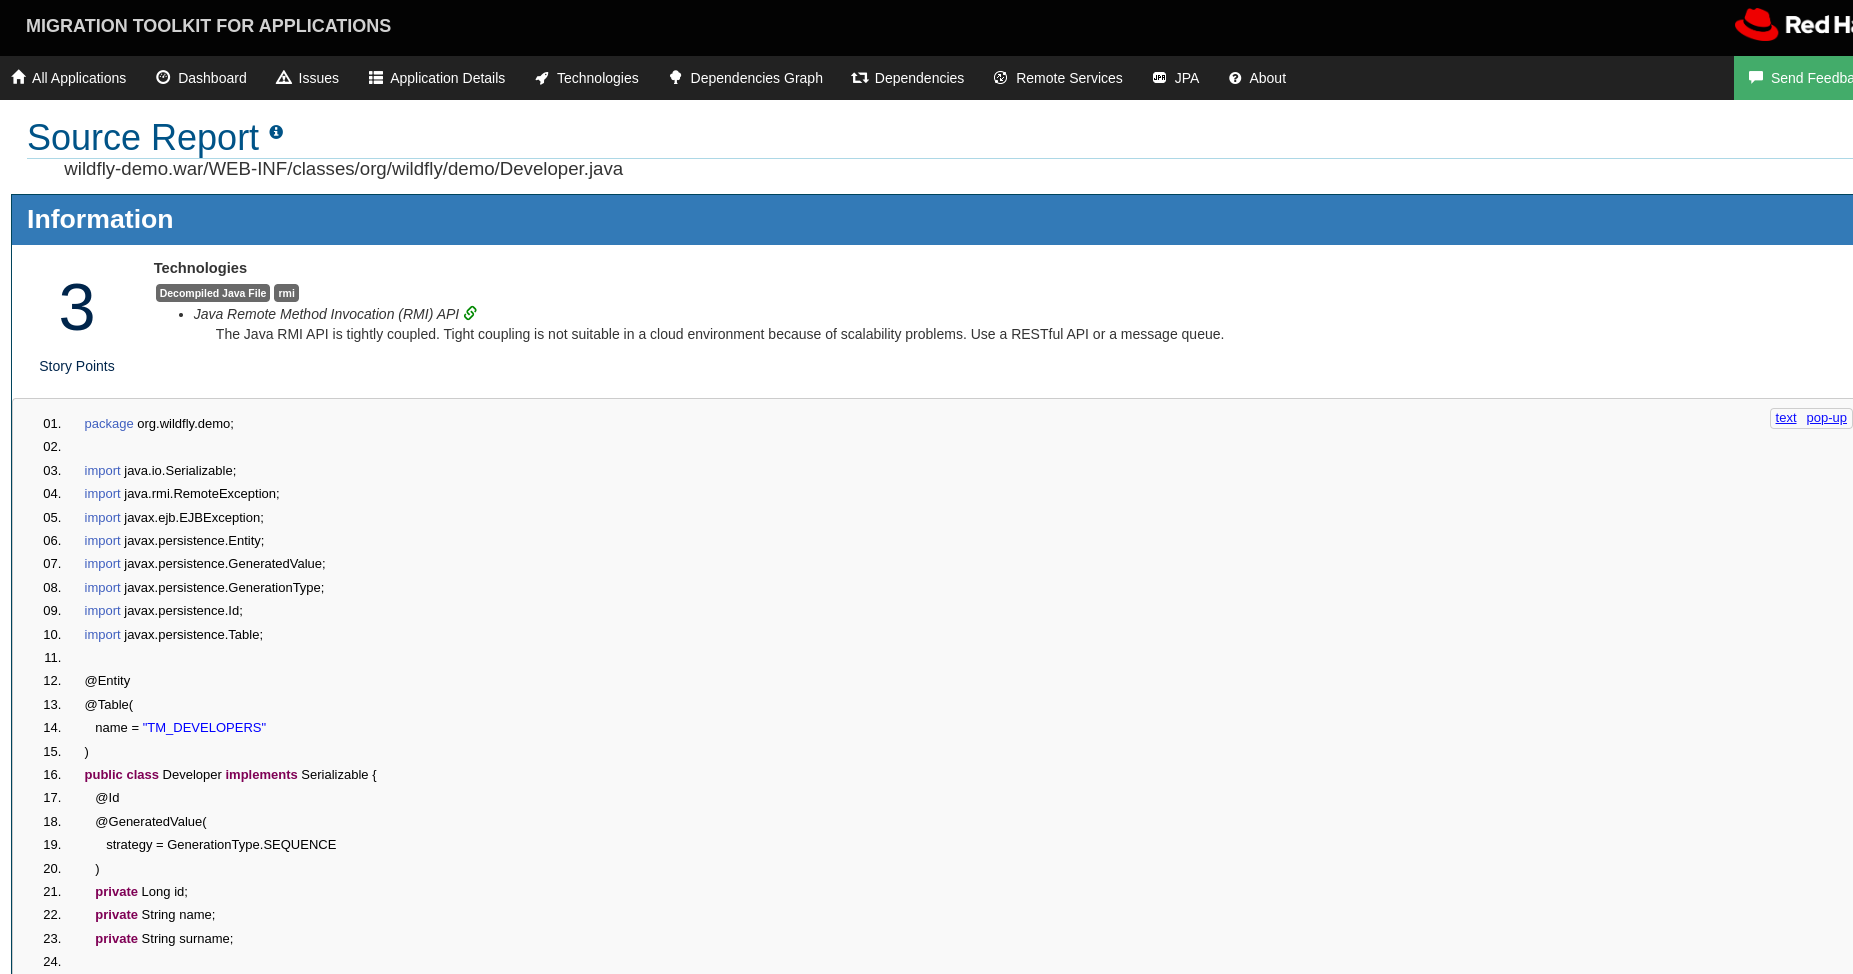 MIGRATION TOOLKIT FOR APPLICATIONS
Red Ha
All Applications Dashboard Issues Application Details Technologies Dependencies Graph Dependencies Remote Services JPA About Send Feedba
Source Report
wildfly-demo.war/WEB-INF/classes/org/wildfly/demo/Developer.java
Information
3
Story Points
Technologies
Decompiled Java File rmi
• Java Remote Method Invocation (RMI) API
The Java RMI API is tightly coupled. Tight coupling is not suitable in a cloud environment because of scalability problems. Use a RESTful API or a message queue.
text pop-up
01. package org.wildfly.demo;
02.
03. import java.io.Serializable;
04. import java.rmi.RemoteException;
05. import javax.ejb.EJBException;
06. import javax.persistence.Entity;
07. import javax.persistence.GeneratedValue;
08. import javax.persistence.GenerationType;
09. import javax.persistence.Id;
10. import javax.persistence.Table;
11.
12. @Entity
13. @Table(
14. name = "TM_DEVELOPERS"
15. )
16. public class Developer implements Serializable {
17. @Id
18. @GeneratedValue(
19. strategy = GenerationType.SEQUENCE
20. )
21. private Long id;
22. private String name;
23. private String surname;
24.